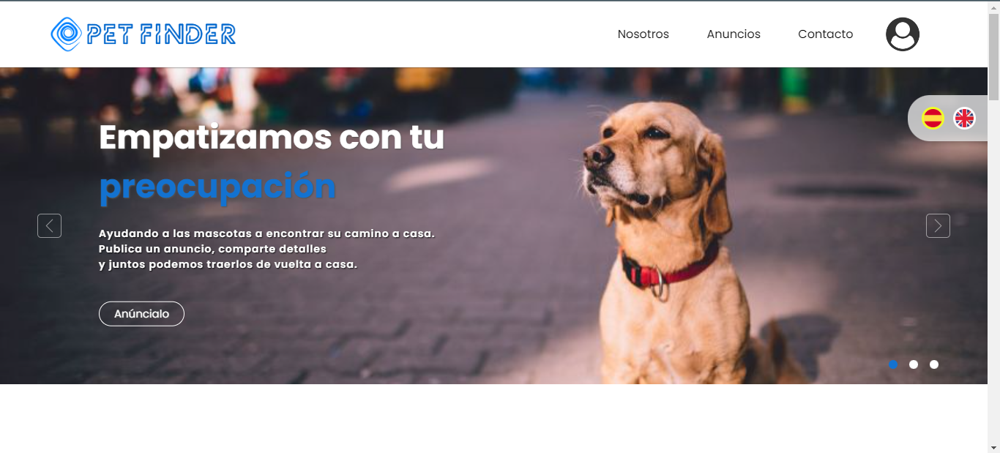 PET FINDER
Nosotros
Anuncios
Contacto
Empatizamos con tu
preocupación
Ayudando a las mascotas a encontrar su camino a casa.
Publica un anuncio, comparte detalles
y juntos podemos traerlos de vuelta a casa.
Anúncialo